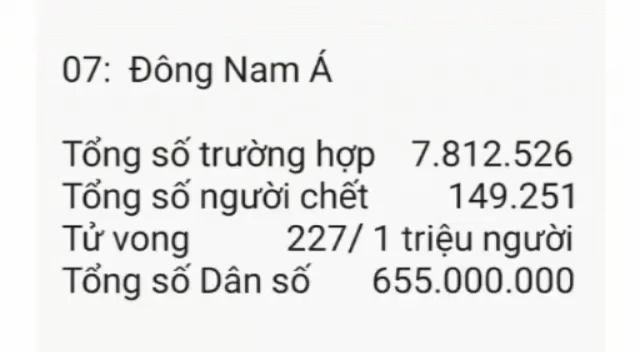 07: Đông Nam Á
Tổng số trường hợp 7.812.526
Tổng số người chết 149.251
Tử vong 227/ 1 triệu người
Tổng số Dân số 655.000.000